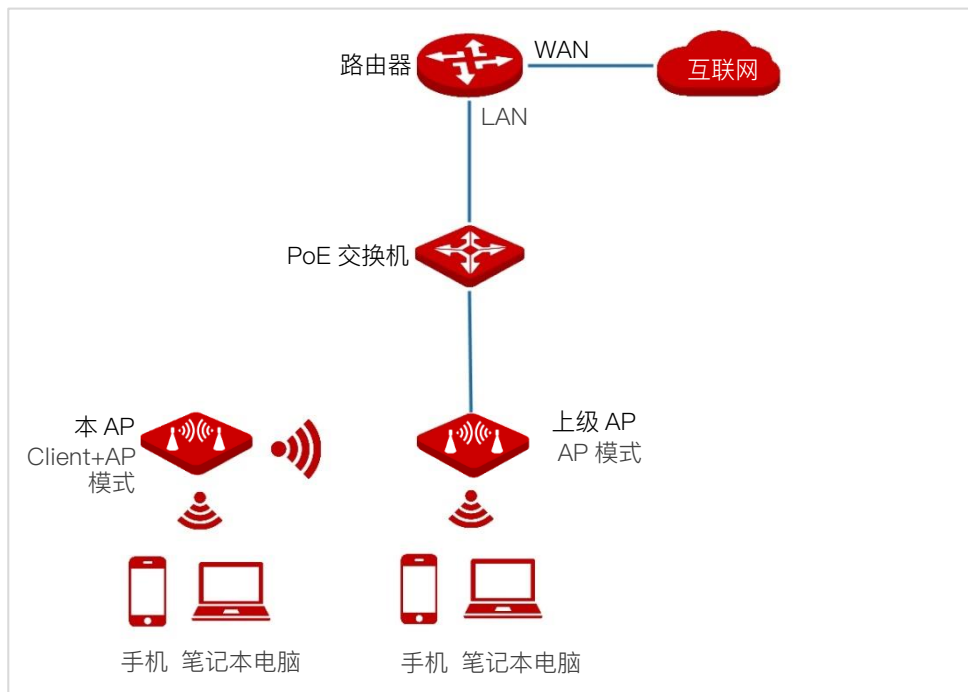 路由器
WAN
互联网
LAN
PoE 交换机
本 AP
Client+AP
模式
上级 AP
AP 模式
手机 笔记本电脑
手机 笔记本电脑